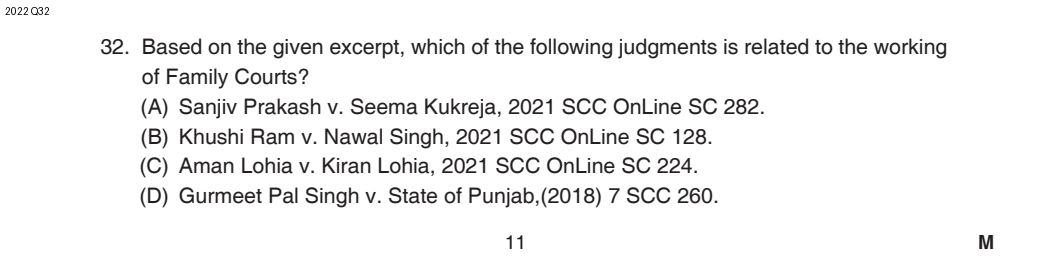 2022 Q32
32. Based on the given excerpt, which of the following judgments is related to the working
of Family Courts?
(A) Sanjiv Prakash v. Seema Kukreja, 2021 SCC OnLine SC 282.
(B) Khushi Ram v. Nawal Singh, 2021 SCC OnLine SC 128.
(C) Aman Lohia v. Kiran Lohia, 2021 SCC OnLine SC 224.
(D) Gurmeet Pal Singh v. State of Punjab,(2018) 7 SCC 260.
11 M